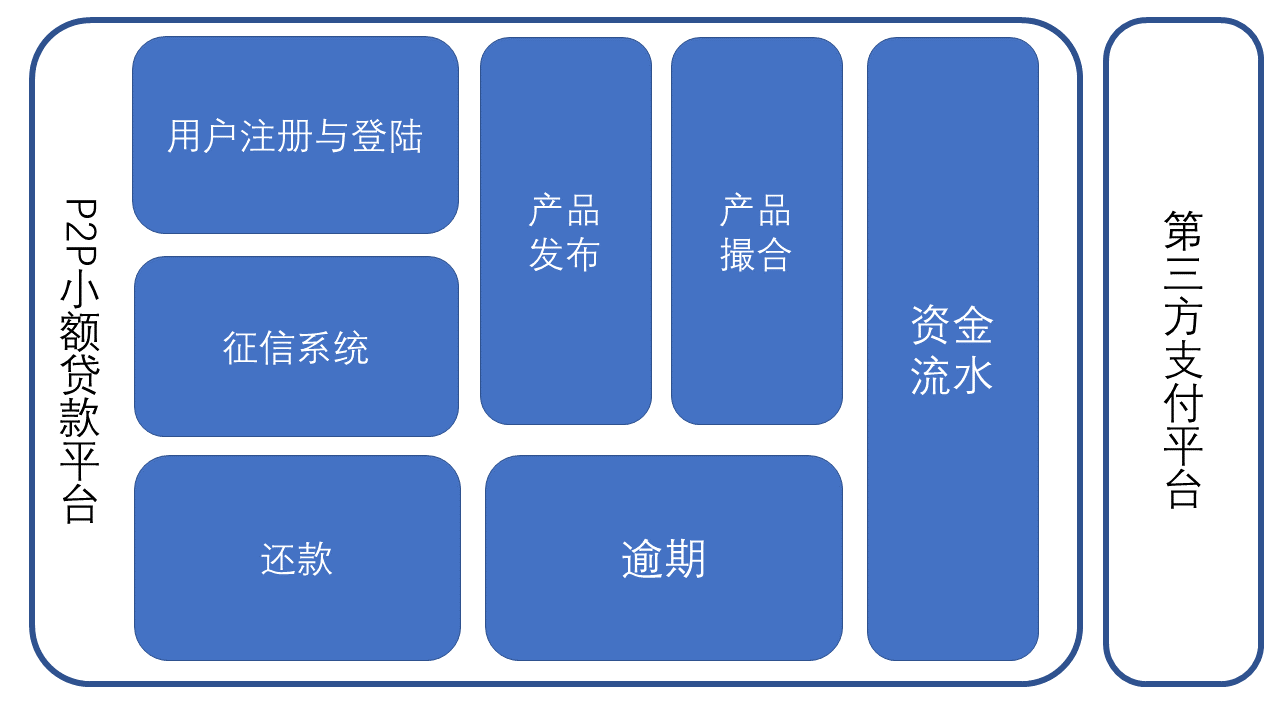 P2P小额贷款平台
用户注册与登陆
征信系统
还款
产品
发布
产品
撮合
逾期
资金
流水
第三方支付平台